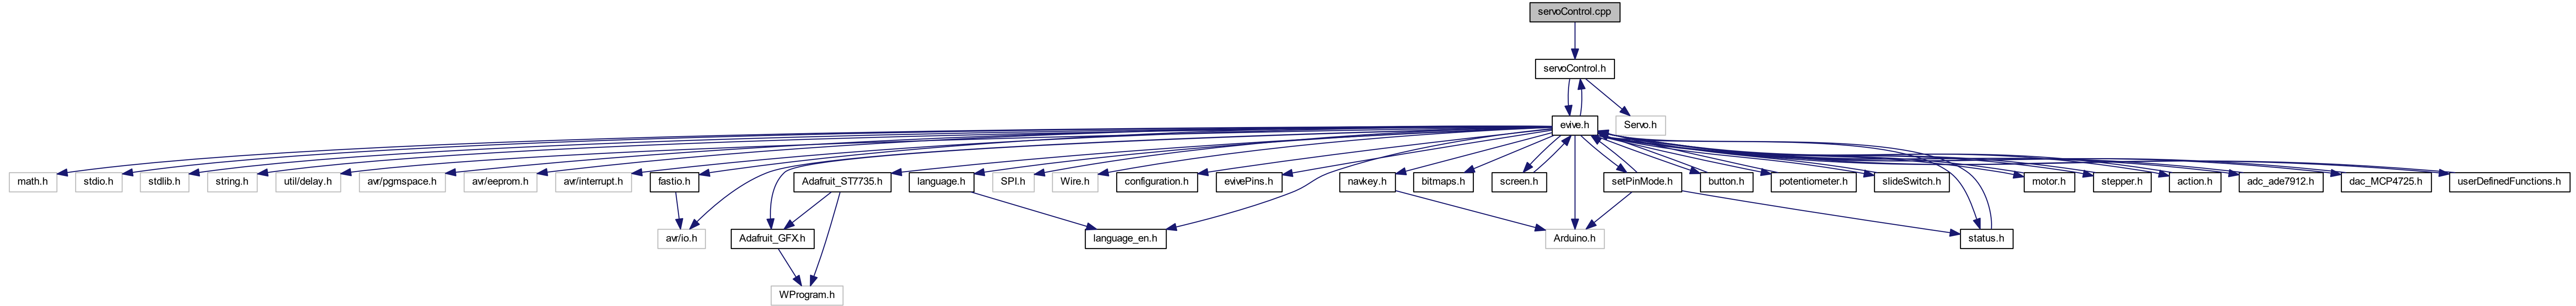 servoControl.cpp
servoControl.h
evive.h
Servo.h
math.h
stdio.h
stdlib.h
string.h
util/delay.h
avr/pgmspace.h
avr/eeprom.h
avr/interrupt.h
fastio.h
Adafruit_ST7735.h
language.h
SPI.h
Wire.h
configuration.h
evivePins.h
navkey.h
bitmaps.h
screen.h
setPinMode.h
button.h
potentiometer.h
slideSwitch.h
motor.h
stepper.h
action.h
adc_ade7912.h
dac_MCP4725.h
userDefinedFunctions.h
avr/io.h
Adafruit_GFX.h
language_en.h
Arduino.h
status.h
WProgram.h